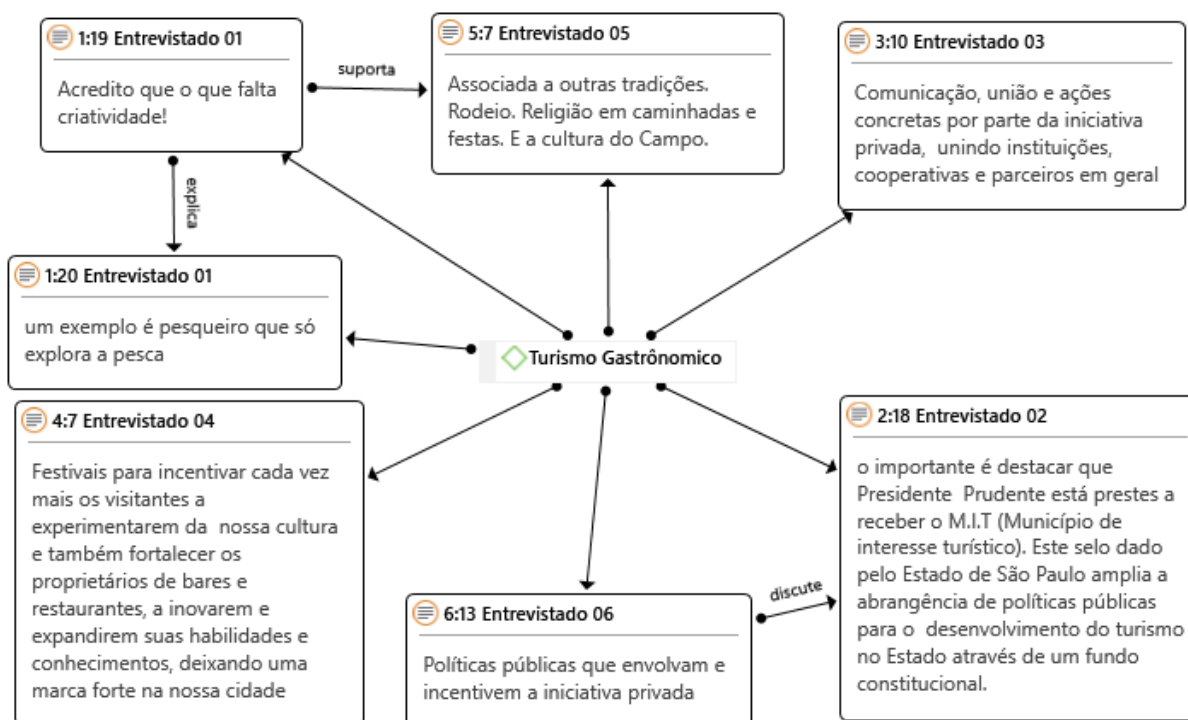 1:19 Entrevistado 01
Acredito que o que falta
criatividade!
suporta
5:7 Entrevistado 05
Associada a outras tradições.
Rodeio. Religião em caminhadas e
festas. E a cultura do Campo.
3:10 Entrevistado 03
Comunicação, união e ações
concretas por parte da iniciativa
privada, unindo instituições,
cooperativas e parceiros em geral
explica
1:20 Entrevistado 01
um exemplo é pesqueiro que só
explora a pesca
Turismo Gastrônomico
4:7 Entrevistado 04
Festivais para incentivar cada vez
mais os visitantes a
experimentarem da nossa cultura
e também fortalecer os
proprietários de bares e
restaurantes, a inovarem e
expandirem suas habilidades e
conhecimentos, deixando uma
marca forte na nossa cidade
6:13 Entrevistado 06
Políticas públicas que envolvam e
incentivem a iniciativa privada
discute
2:18 Entrevistado 02
o importante é destacar que
Presidente Prudente está prestes a
receber o M.I.T (Município de
interesse turístico). Este selo dado
pelo Estado de São Paulo amplia a
abrangência de políticas públicas
para o desenvolvimento do turismo
no Estado através de um fundo
constitucional.